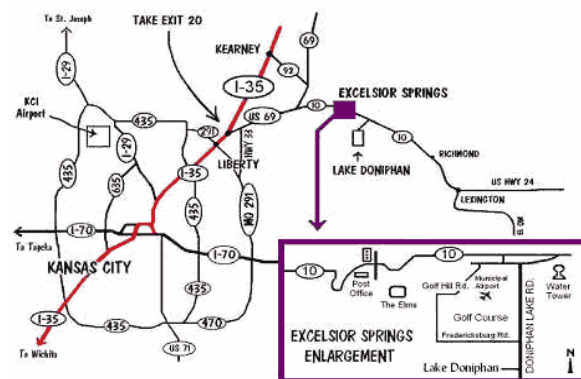 To St. Joseph
TAKE EXIT 20
KEARNEY
69
92
I-29
I-35
KCI
Airport
EXCELSIOR SPRINGS
US 69
10
435
291
HWY 33
LIBERTY
10
I-29
LAKE DONIPHAN
RICHMOND
435
635
I-35
435
MO 291
US HWY 24
LEXINGTON
I-70
To Topeka
I-70
KANSAS CITY
I-35
435
435
470
To Wichita
US 71
10
10
Post
Office
The Elms
Golf Hill Rd.
Municipal
Airport
Water
Tower
Golf Course
Fredericksburg Rd.
DONIPHAN LAKE RD.
EXCELSIOR SPRINGS
ENLARGEMENT
Lake Doniphan
N